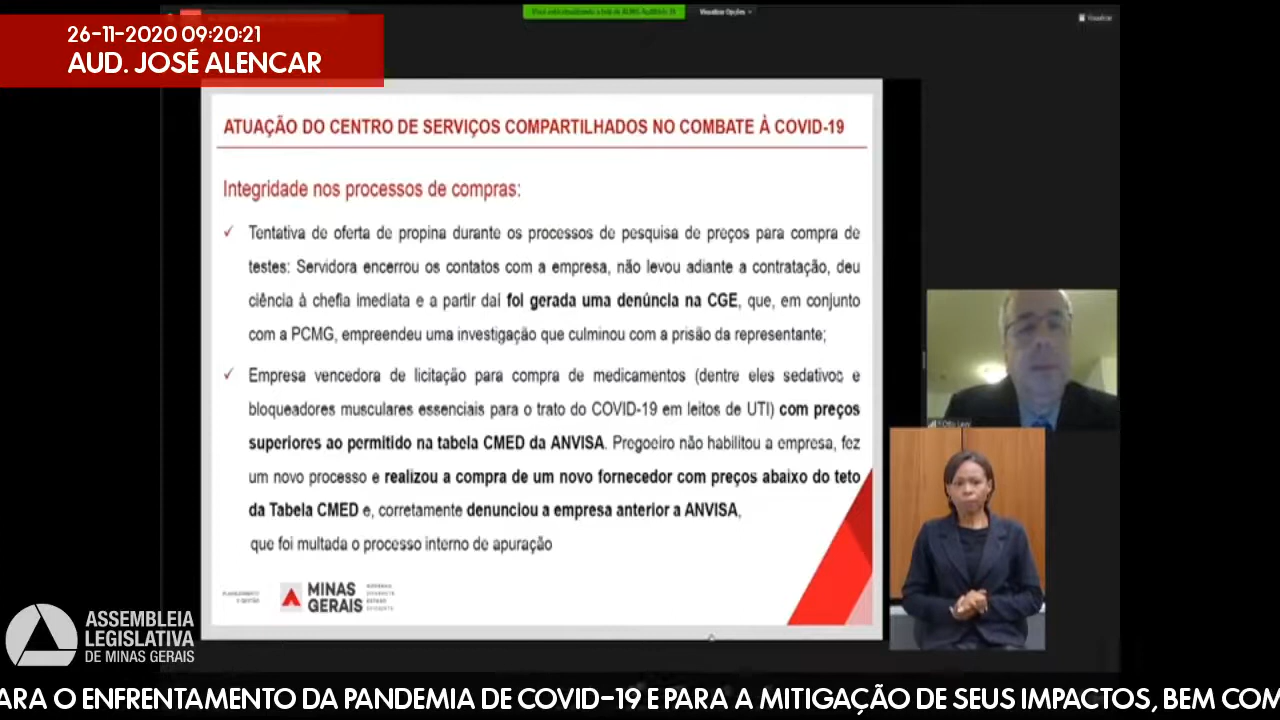 26-11-2020 09:20:21
AUD. JOSÉ ALENCAR
Visualizar Opções
Visualizar
ATUAÇÃO DO CENTRO DE SERVIÇOS COMPARTILHADOS NO COMBATE À COVID-19
Integridade nos processos de compras:
✓ Tentativa de oferta de propina durante os processos de pesquisa de preços para compra de
testes: Servidora encerrou os contatos com a empresa, não levou adiante a contratação, deu
ciência à chefia imediata e a partir daí foi gerada uma denúncia na CGE, que, em conjunto
com a PCMG, empreendeu uma investigação que culminou com a prisão da representante;
✓ Empresa vencedora de licitação para compra de medicamentos (dentre eles sedativos e
bloqueadores musculares essenciais para o trato do COVID-19 em leitos de UTI) com preços
superiores ao permitido na tabela CMED da ANVISA. Pregoeiro não habilitou a empresa, fez
um novo processo e realizou a compra de um novo fornecedor com preços abaixo do teto
da Tabela CMED e, corretamente denunciou a empresa anterior a ANVISA,
que foi multada o processo interno de apuração
PLANEJAMENTO
E GESTÃO
MINAS
GERAIS
Otto Levy
ASSEMBLEIA
LEGISLATIVA
DE MINAS GERAIS
ARA O ENFRENTAMENTO DA PANDEMIA DE COVID-19 E PARA A MITIGAÇÃO DE SEUS IMPACTOS, BEM COM